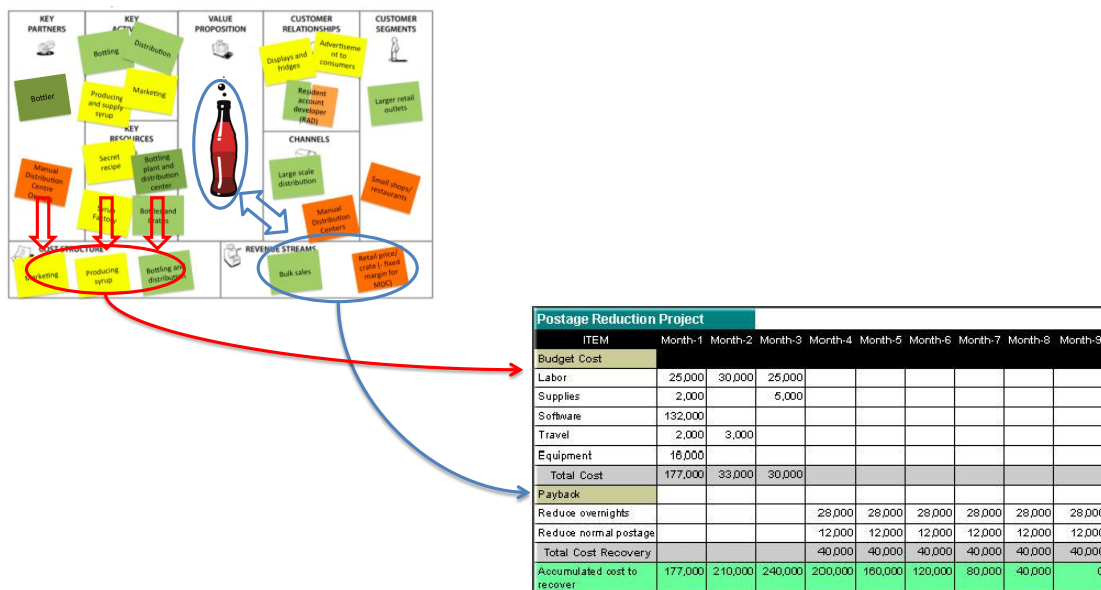 KEY PARTNERS
KEY
VALUE PROPOSITION
CUSTOMER RELATIONSHIPS
CUSTOMER SEGMENTS
Bottler
Manual
Distribution
Centre
Bottling
Distribution
Producing
and supply
syrup
Marketing
KEY
RESOURCES
Secret
recipe
Bottling
plant and
distribution
center
Syrup
Factory
Bottles and
Crates
Displays and
fridges
Advertiseme
nt to
consumers
Resident
account
developer
(RAD)
CHANNELS
Large scale
distribution
Manual
Distribution
Centers
Larger retail
outlets
Small shops/
restaurants
COST STRUCTURE
Marketing
Producing
syrup
Bottling and
distribution
REVENUE STREAMS
Bulk sales
Retail price/
crate (- fixed
margin for
MDC)
Postage Reduction Project
ITEM Month-1 Month-2 Month-3 Month-4 Month-5 Month-6 Month-7 Month-8 Month-9
Budget Cost
Labor 25,000 30,000 25,000
Supplies 2,000 5,000
Software 132,000
Travel 2,000 3,000
Equipment 16,000
Total Cost 177,000 33,000 30,000
Payback
Reduce overnights 28,000 28,000 28,000 28,000 28,000 28,000
Reduce normal postage 12,000 12,000 12,000 12,000 12,000 12,000
Total Cost Recovery 40,000 40,000 40,000 40,000 40,000 40,000
Accumulated cost to 177,000 210,000 240,000 200,000 160,000 120,000 80,000 40,000 0
recover